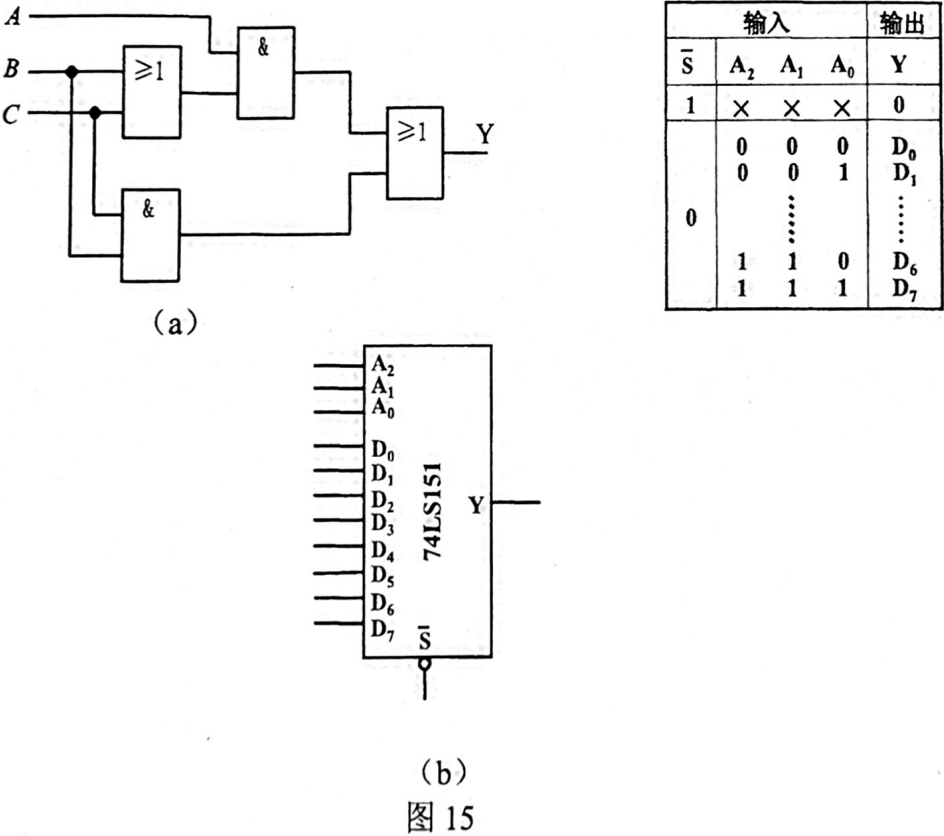 A
B
C
≥1
&
&
≥1
Y
(a)
输入 输出
S̅ A₂ A₁ A₀ Y
1 × × × 0
0
0 0 0 D₀
0 0 1 D₁
1 1 0 D₆
1 1 1 D₇
A₂
A₁
A₀
D₀
D₁
D₂
D₃
D₄
D₅
D₆
D₇
74LS151
Y
S̅
(b)
图 15